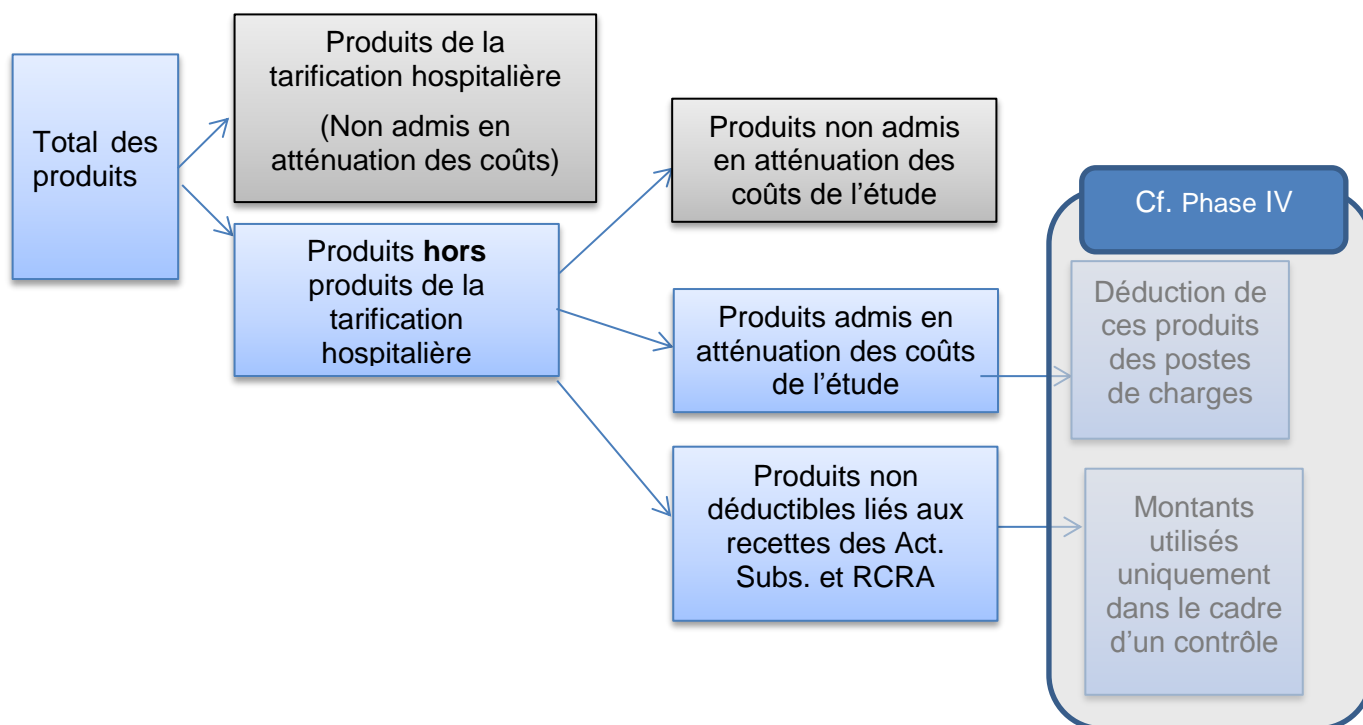 Total des
produits
Produits de la
tarification hospitalière
(Non admis en
atténuation des coûts)
Produits hors
produits de la
tarification
hospitalière
Produits non admis
en atténuation des
coûts de l'étude
Produits admis en
atténuation des coûts
de l'étude
Produits non
déductibles liés aux
recettes des Act.
Subs. et RCRA
Cf. Phase IV
Déduction de
ces produits
des postes
de charges
Montants
utilisés
uniquement
dans le cadre
d'un contrôle